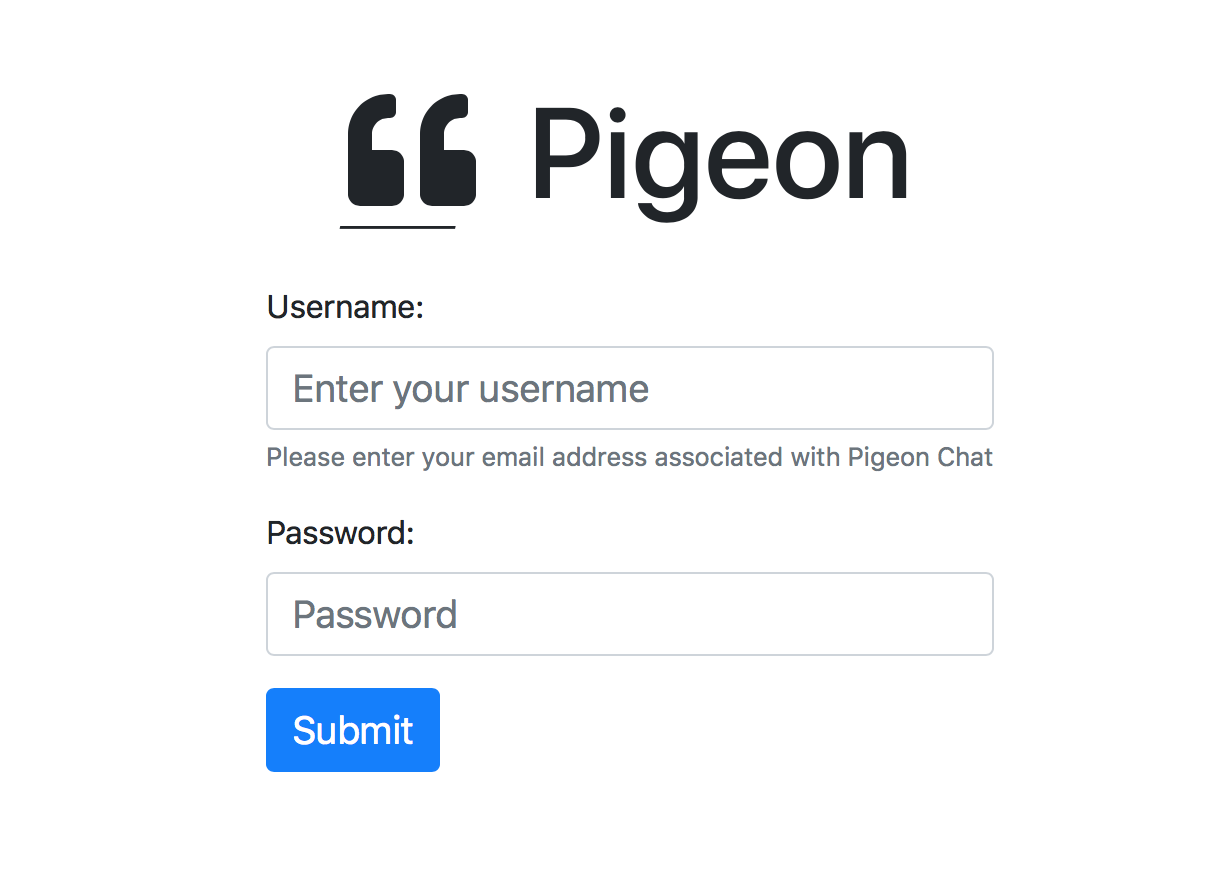 Pigeon
Username:
Enter your username
Please enter your email address associated with Pigeon Chat
Password:
Password
Submit